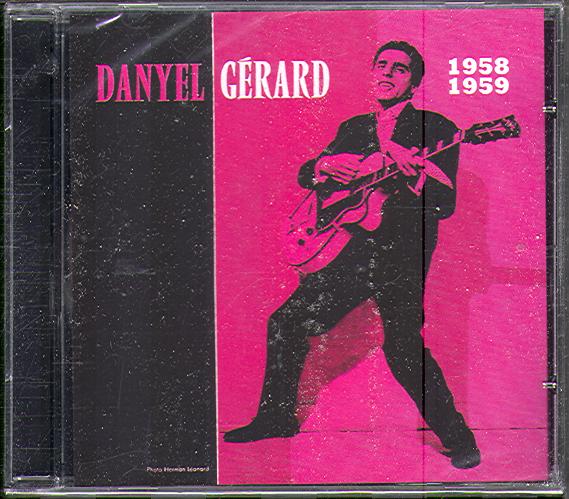 DANYEL GÉRARD
1958
1959
Photo Herman Léonard